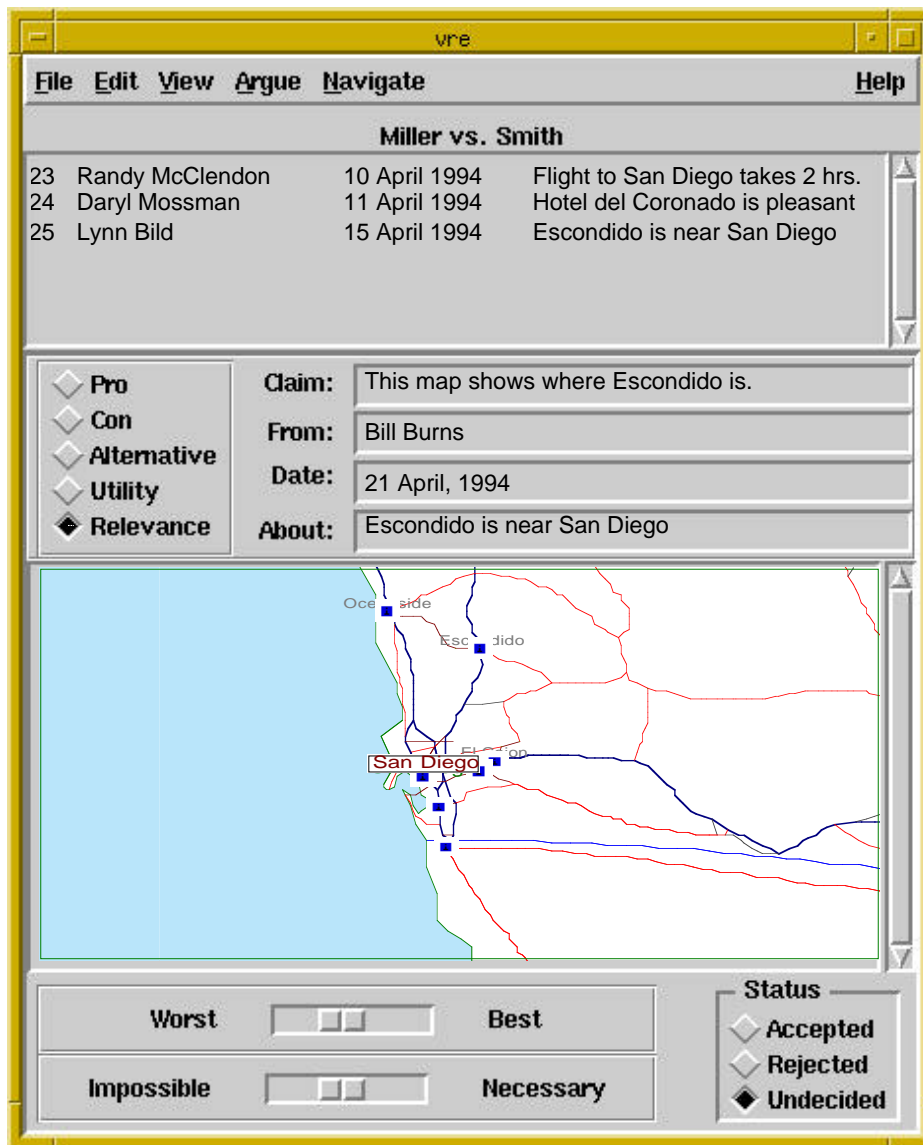 vre
File Edit View Argue Navigate Help
Miller vs. Smith
23 Randy McClendon 10 April 1994 Flight to San Diego takes 2 hrs.
24 Daryl Mossman 11 April 1994 Hotel del Coronado is pleasant
25 Lynn Bild 15 April 1994 Escondido is near San Diego
Pro
Con
Alternative
Utility
Relevance
Claim: This map shows where Escondido is.
From: Bill Burns
Date: 21 April, 1994
About: Escondido is near San Diego
San Diego
Worst Best
Impossible Necessary
Status
Accepted
Rejected
Undecided